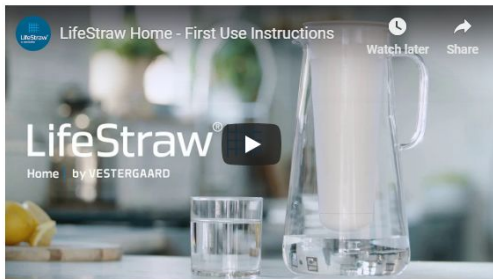 LifeStraw Home - First Use Instructions
Watch later
Share
LifeStraw®
Home by VESTERGAARD